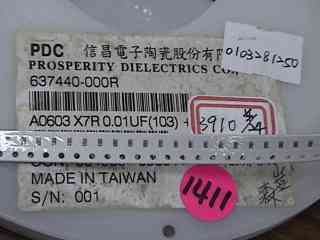 PDC 信昌電子陶瓷股份有限
PROSPERITY DIELECTRICS CO
637440-000R
0103281250
A0603 X7R 0.01UF(103) +
3910
MADE IN TAIWAN
S/N: 001
1411